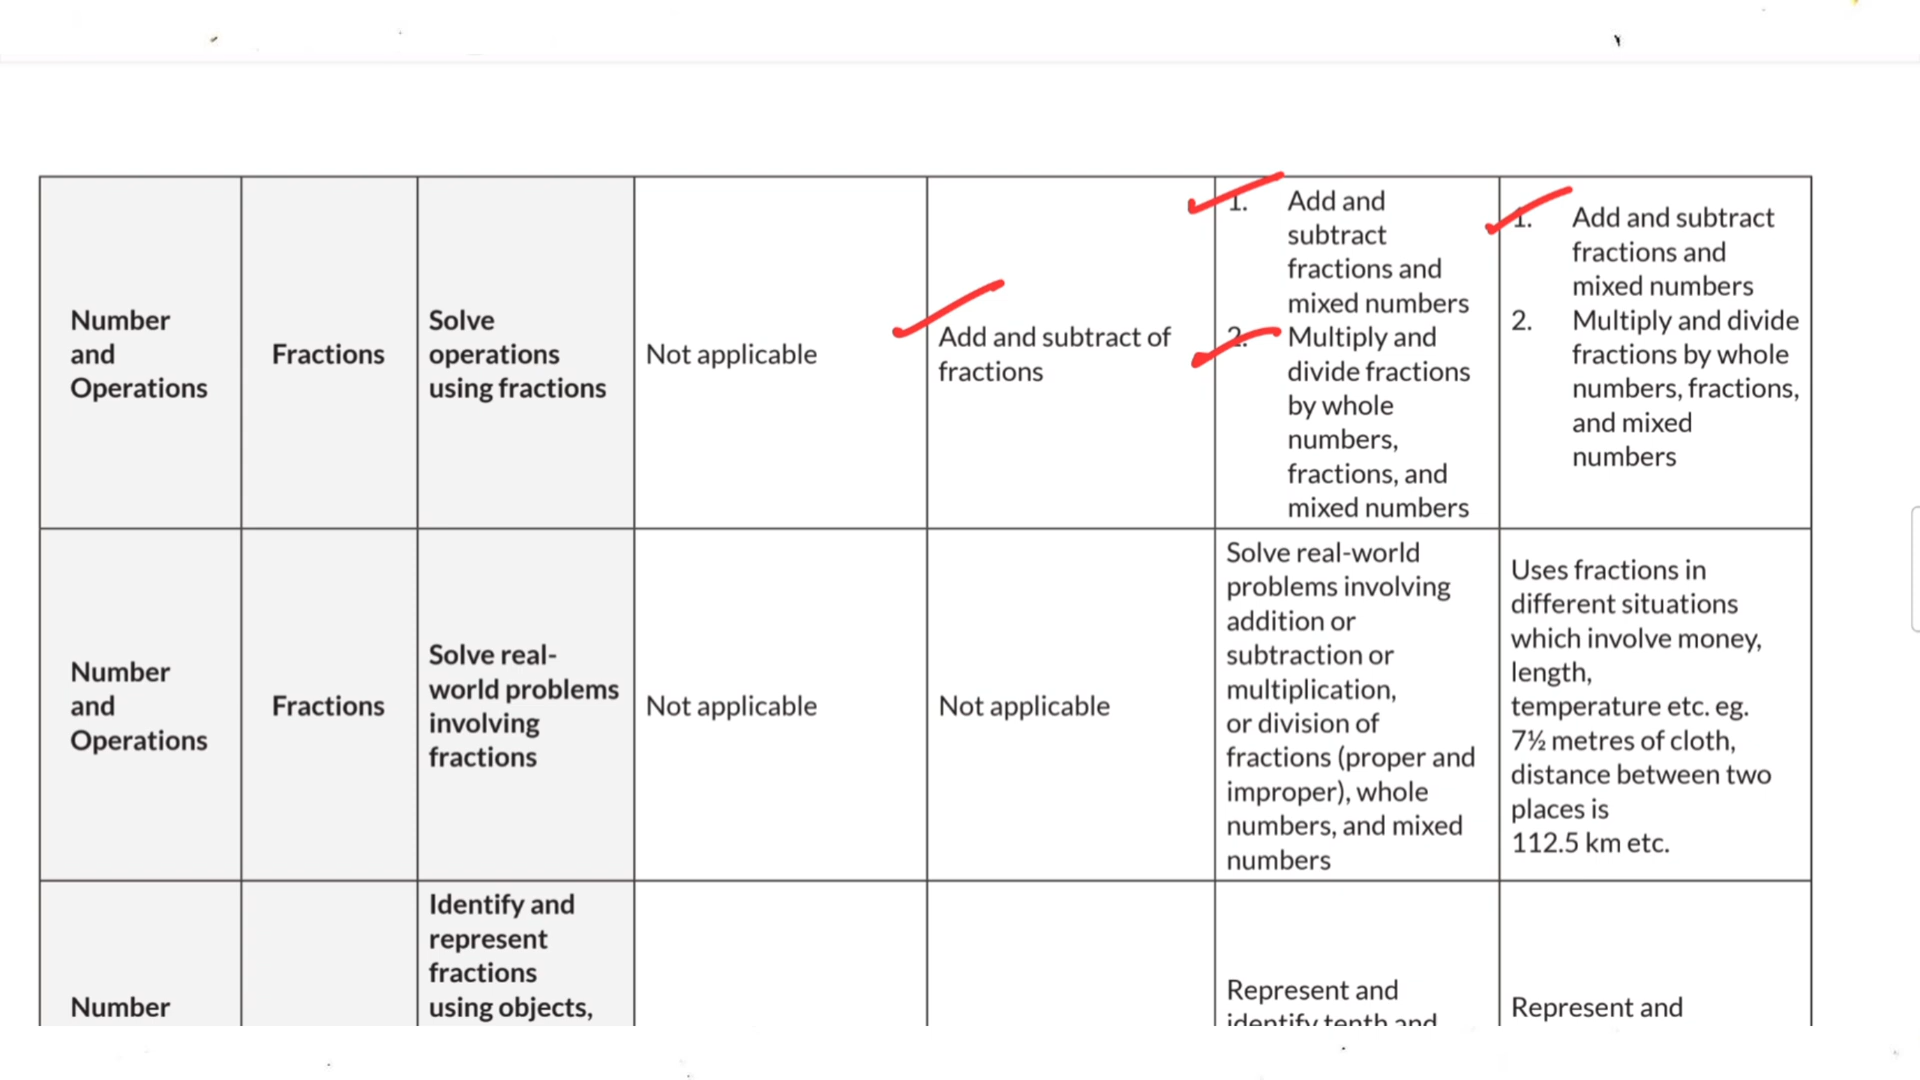 Number
and
Operations
Fractions
Solve
operations
using fractions
Not applicable
Add and subtract of
fractions
1. Add and
subtract
fractions and
mixed numbers
2. Multiply and
divide fractions
by whole
numbers,
fractions, and
mixed numbers
1. Add and subtract
fractions and
mixed numbers
2. Multiply and divide
fractions by whole
numbers, fractions,
and mixed
numbers
Number
and
Operations
Fractions
Solve real-
world problems
involving
fractions
Not applicable
Not applicable
Solve real-world
problems involving
addition or
subtraction or
multiplication,
or division of
fractions (proper and
improper), whole
numbers, and mixed
numbers
Uses fractions in
different situations
which involve money,
length,
temperature etc. eg.
7½ metres of cloth,
distance between two
places is
112.5 km etc.
Number
Identify and
represent
fractions
using objects,
Represent and
identify tenth and
Represent and